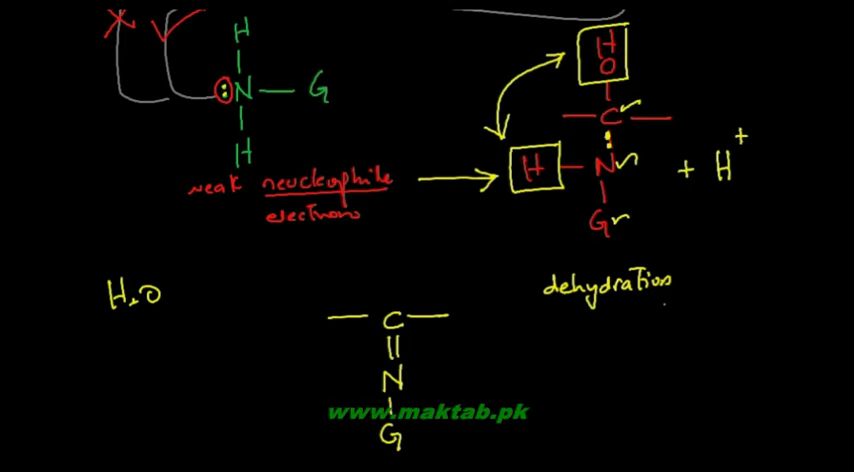 H
:N — G
H
weak neucleophile
electrons
H
O
— C —
H — N
G
+ H+
H2O
dehydration
— C —
N
www.maktab.pk
G